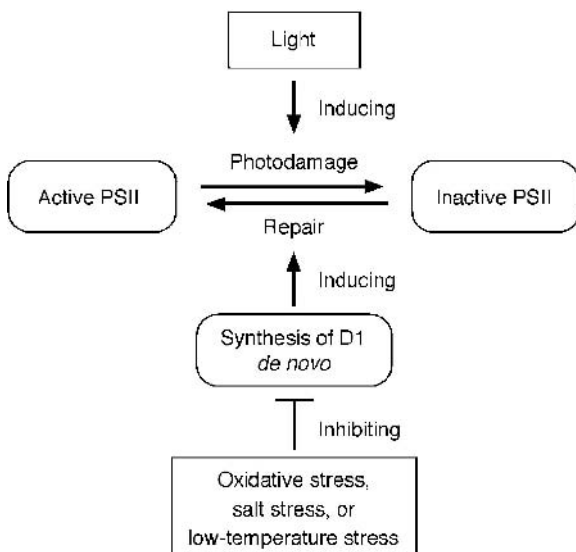 Light
Inducing
Photodamage
Active PSII
Inactive PSII
Repair
Inducing
Synthesis of D1
de novo
Inhibiting
Oxidative stress,
salt stress, or
low-temperature stress